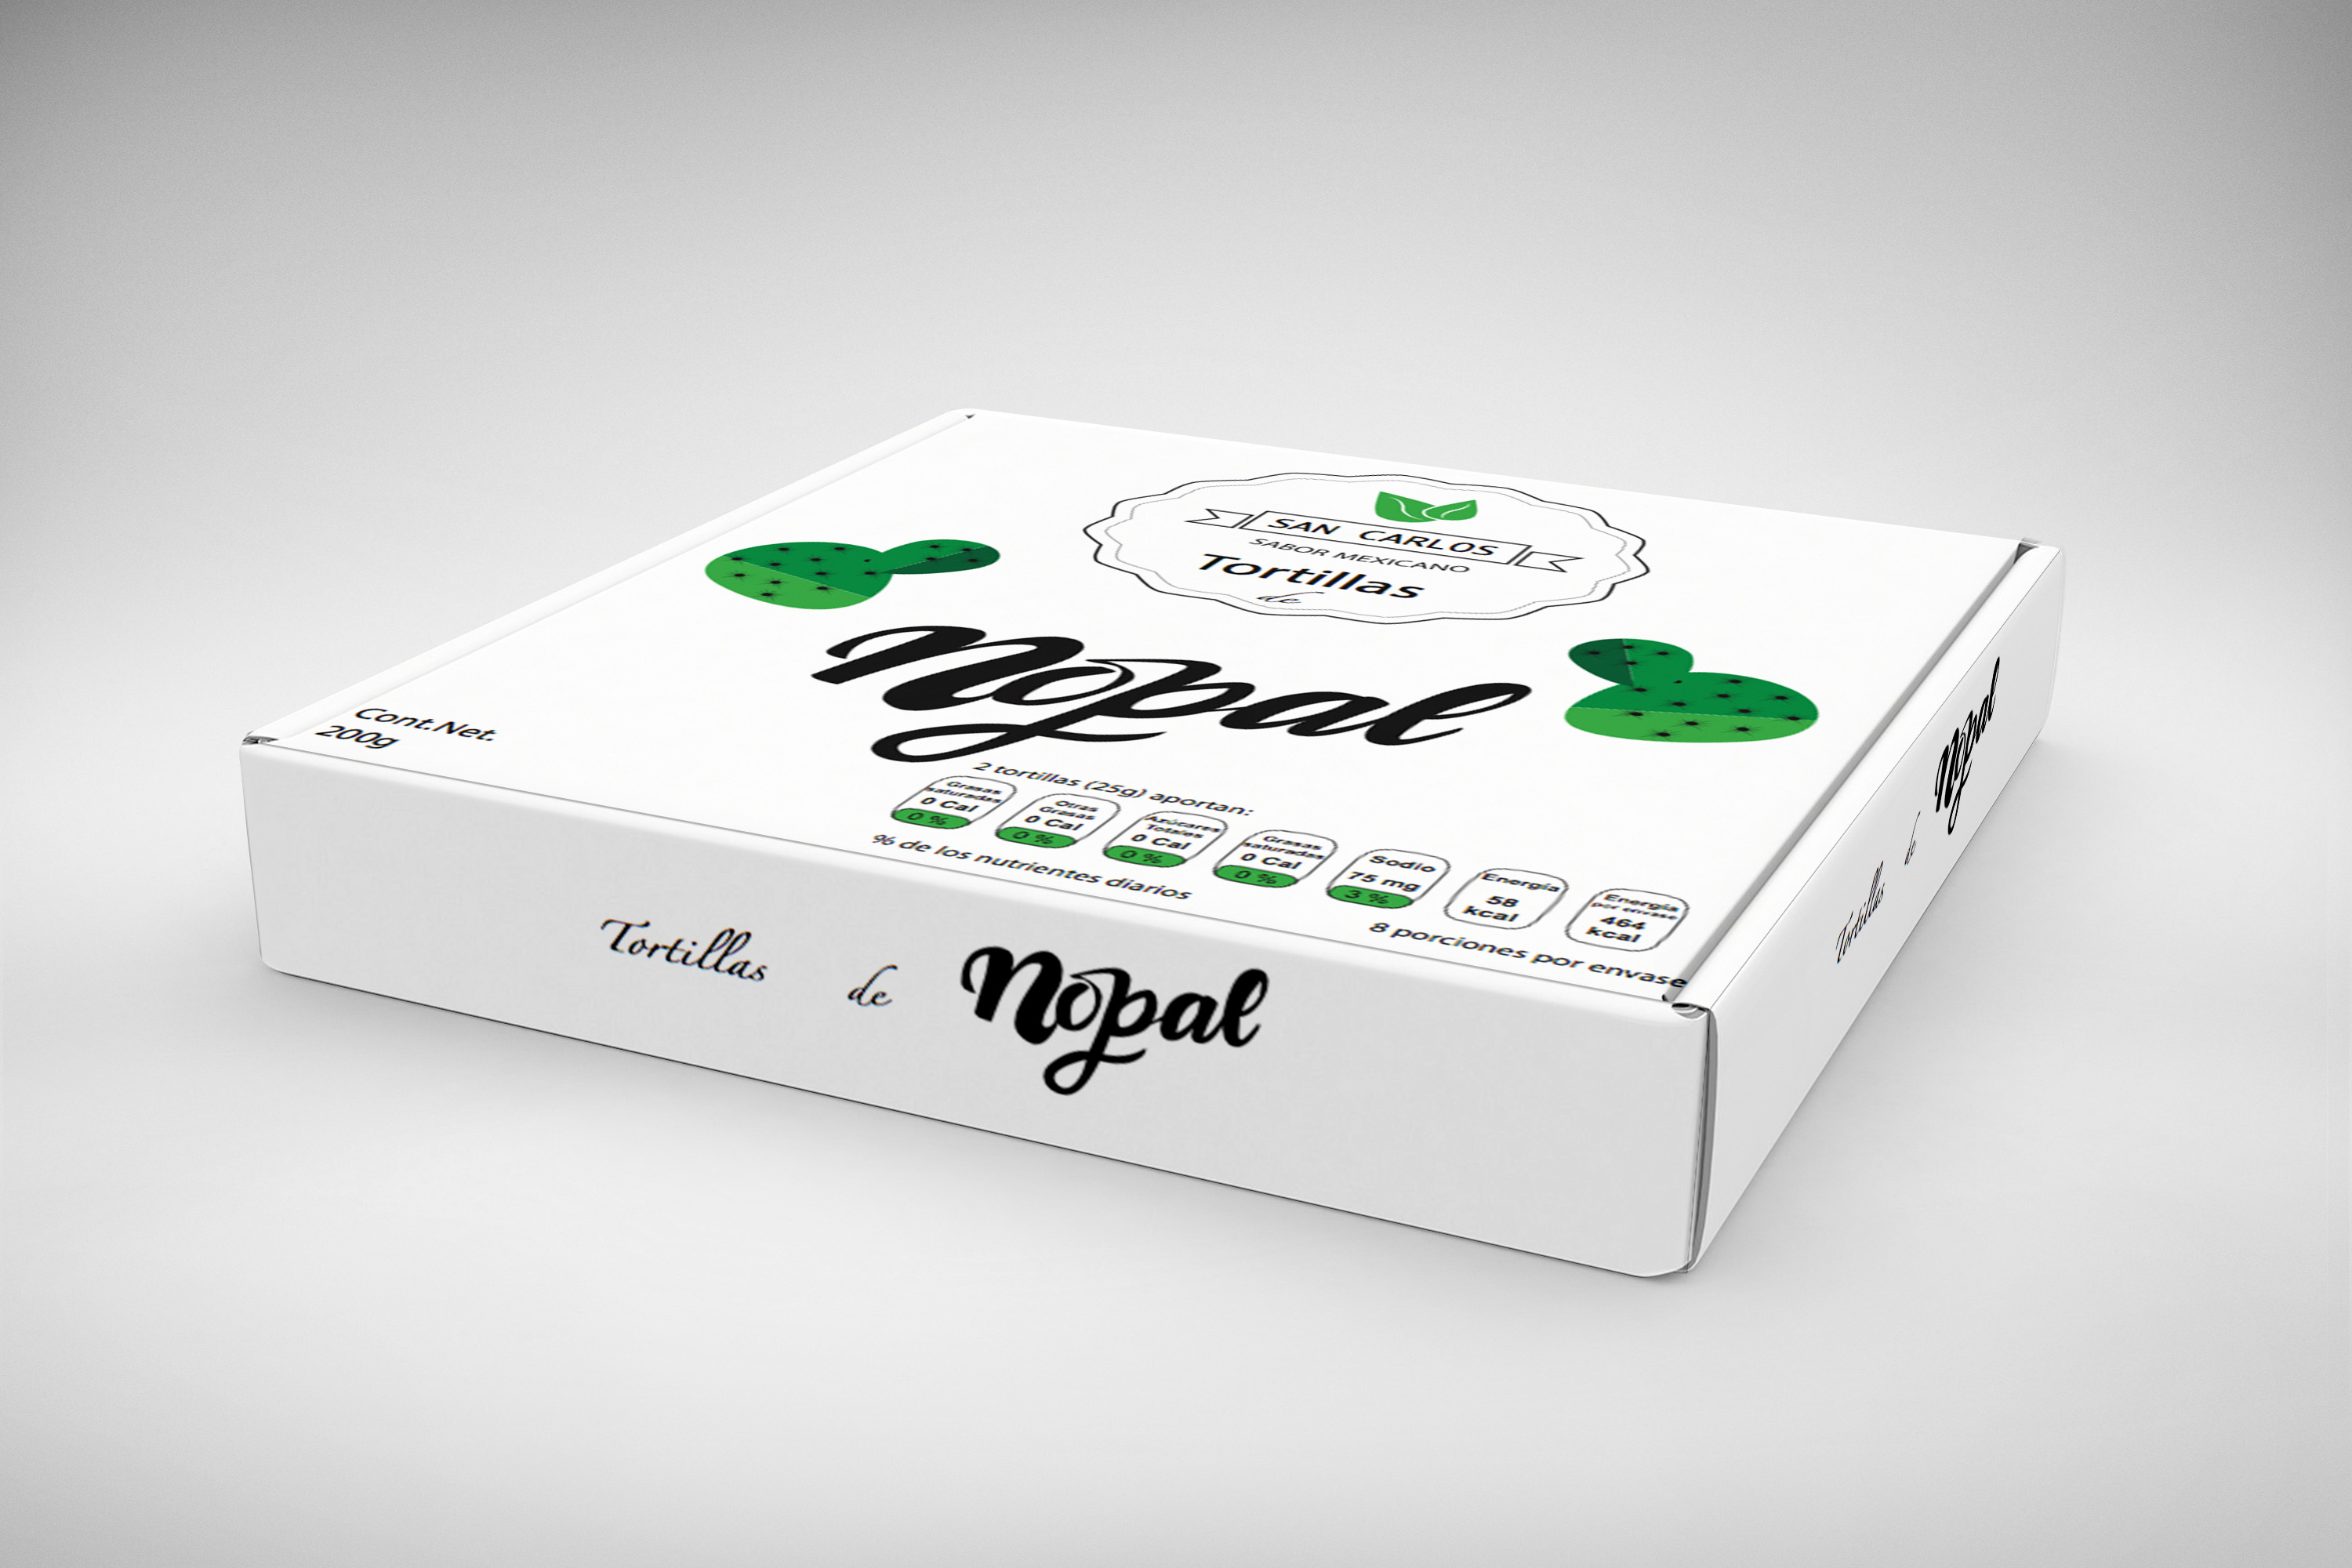 SAN CARLOS
SABOR MEXICANO
Tortillas
de
Nopal
Cont.Net.
200g
2 tortillas (25g) aportan:
Grasas saturadas 0 Cal 0 %
Otras Grasas 0 Cal 0 %
Azúcares Totales 0 Cal 0 %
Grasas saturadas 0 Cal 0 %
Sodio 75 mg 3 %
Energía 58 kcal
Energía por envase 464 kcal
% de los nutrientes diarios
8 porciones por envase
Tortillas de Nopal
Tortillas de Nopal